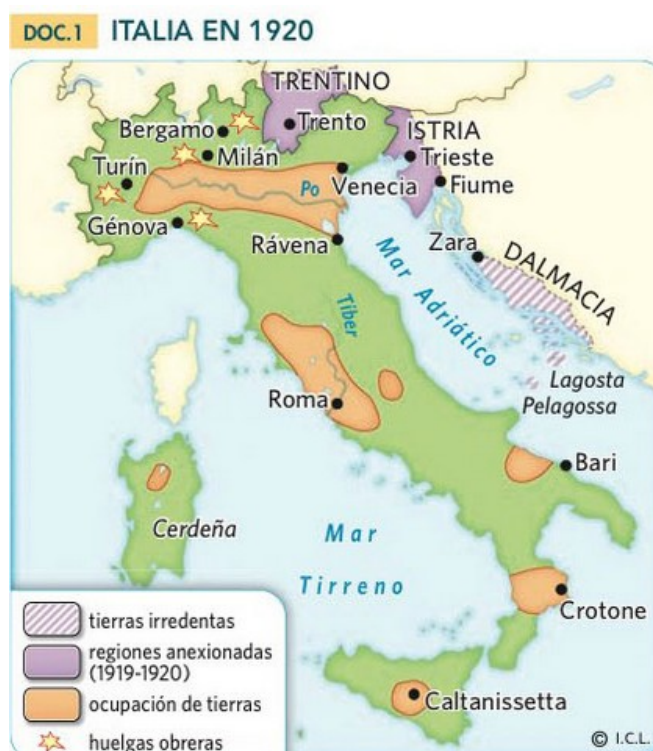 DOC.1 ITALIA EN 1920
TRENTINO
Trento
Bergamo
ISTRIA
Milán
Trieste
Turín
Po
Venecia
Fiume
Génova
Rávena
Zara
DALMACIA
Mar Adriático
Tiber
Lagosta
Pelagossa
Roma
Bari
Cerdeña
Mar
Tirreno
Crotone
Caltanissetta
tierras irredentas
regiones anexionadas
(1919-1920)
ocupación de tierras
huelgas obreras
© I.C.L.